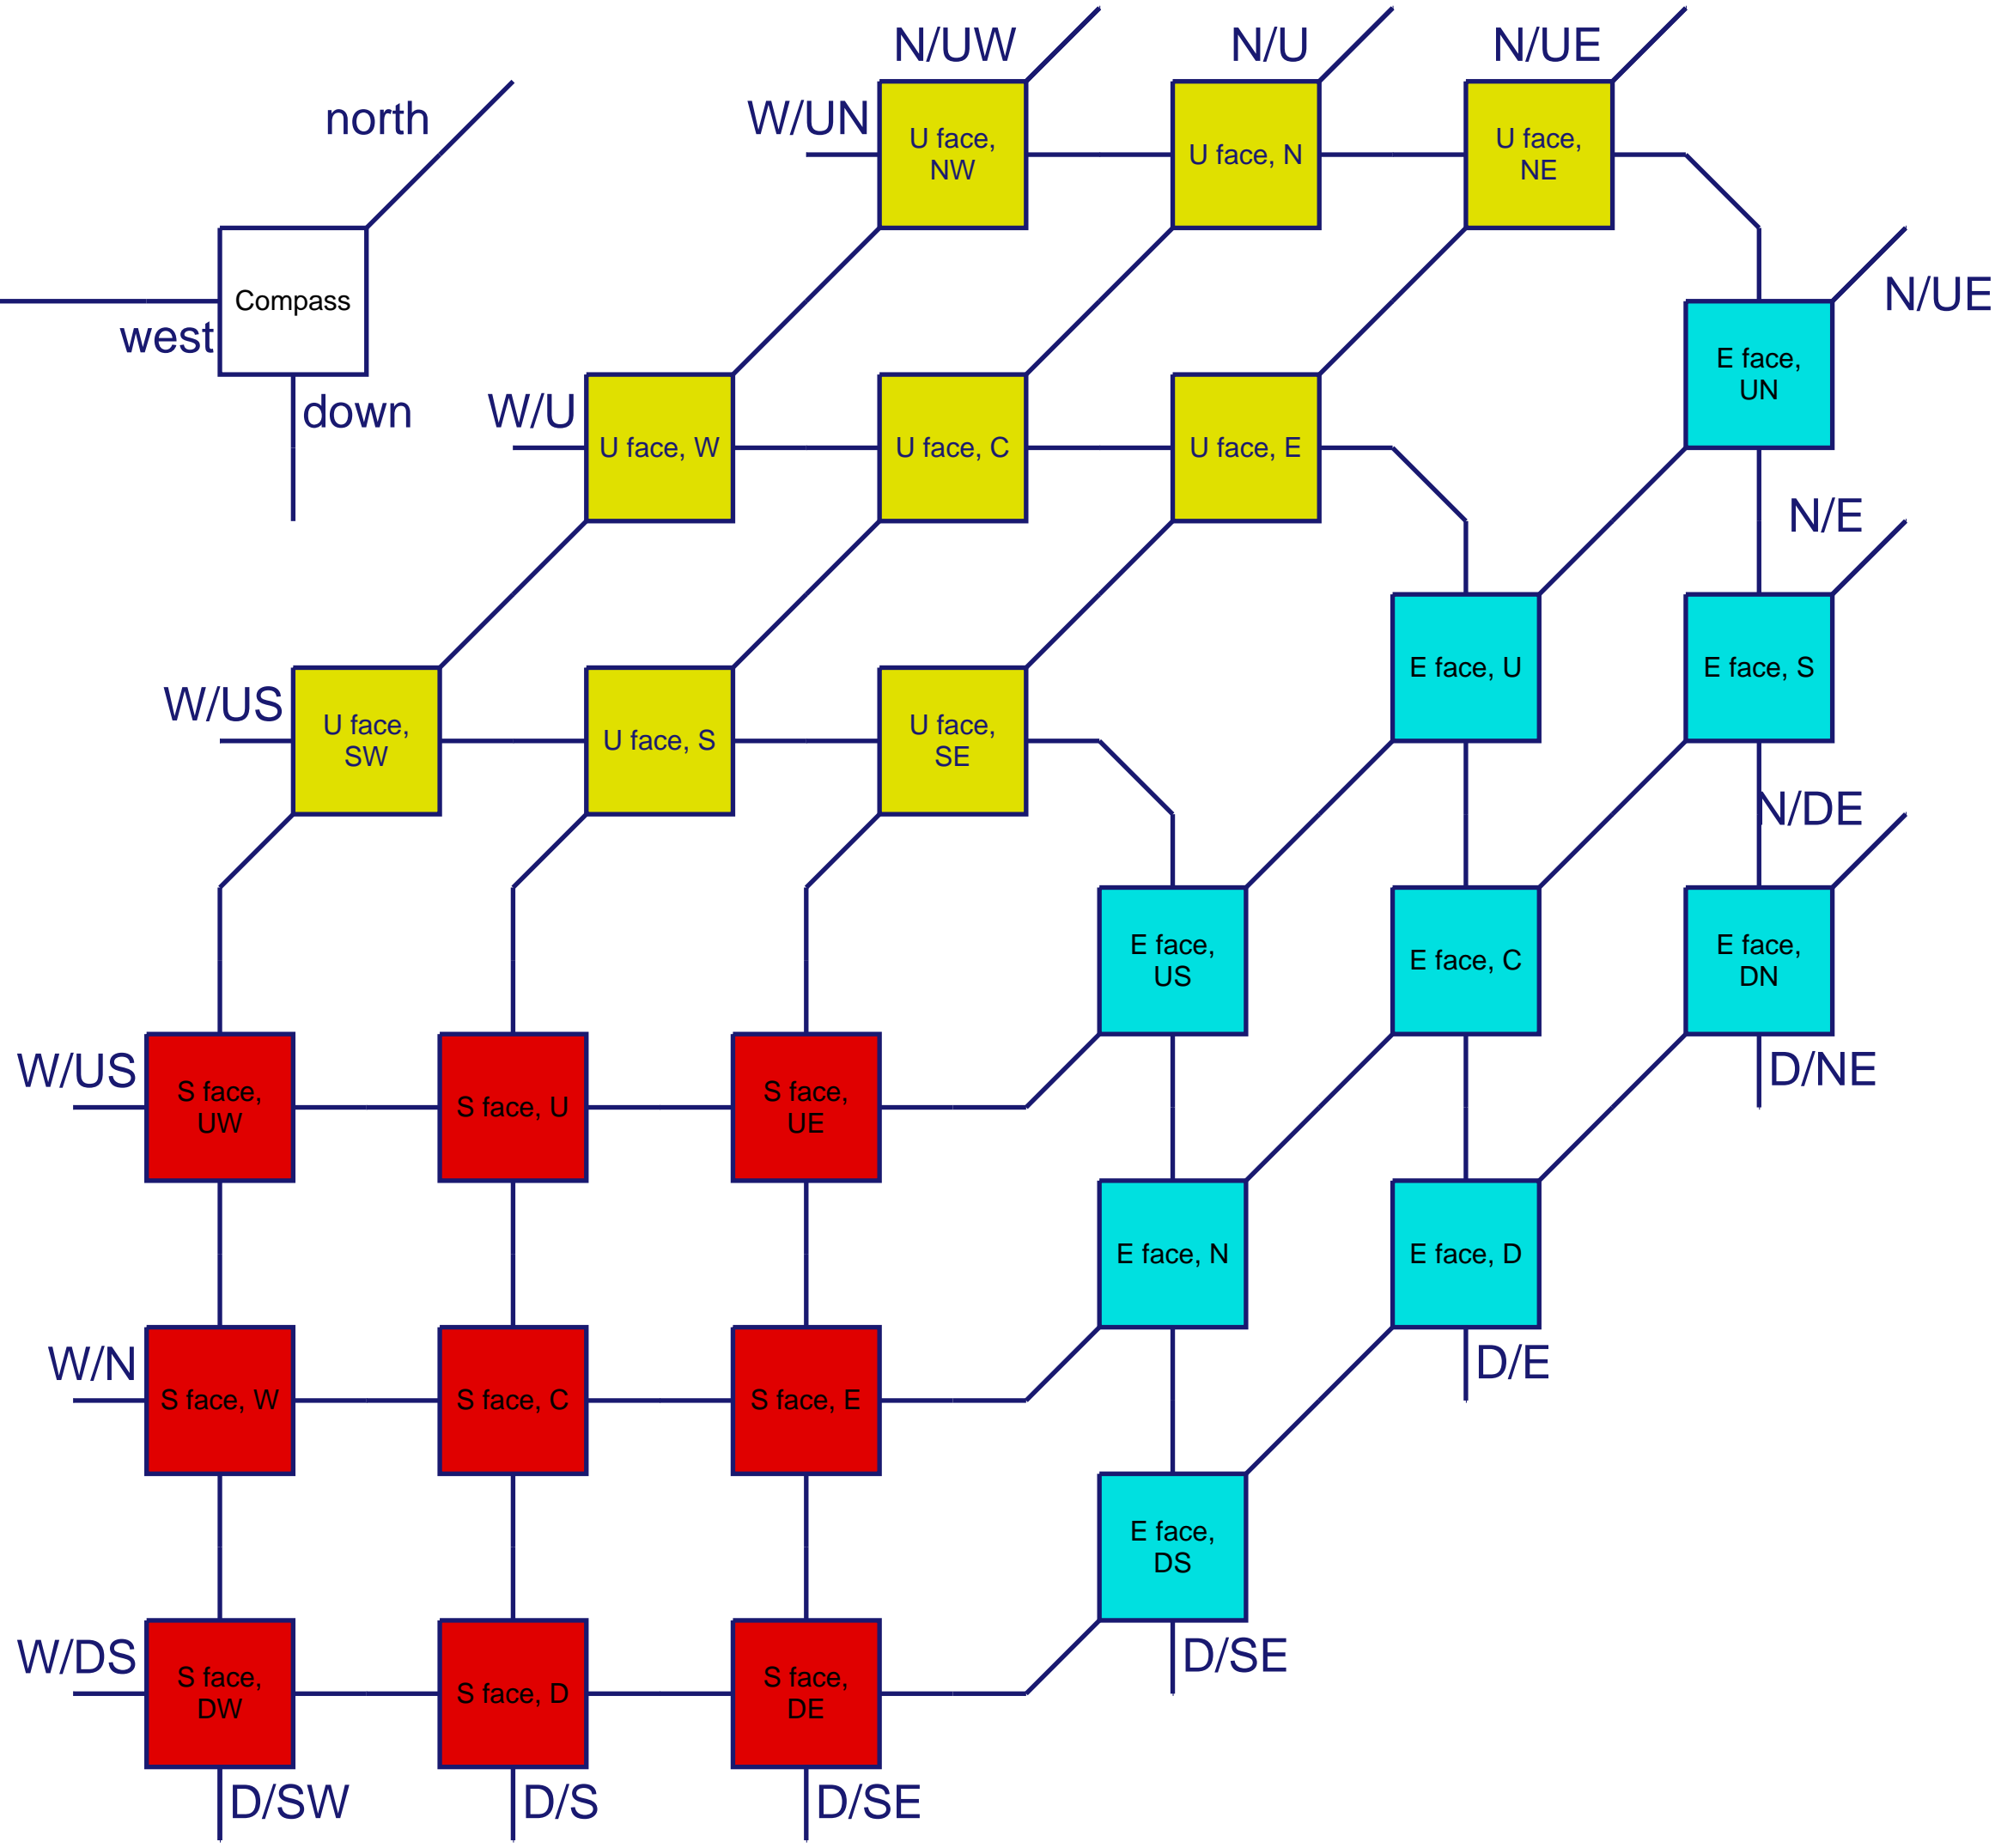 N/UW
N/U
N/UE
north
W/UN
U face,
NW
U face, N
U face,
NE
Compass
west
down
N/UE
W/U
U face, W
U face, C
U face, E
E face,
UN
N/E
W/US
U face,
SW
U face, S
U face,
SE
E face, U
E face, S
N/DE
E face,
US
E face, C
E face,
DN
W/US
S face,
UW
S face, U
S face,
UE
D/NE
E face, N
E face, D
W/N
S face, W
S face, C
S face, E
D/E
E face,
DS
W/DS
S face,
DW
S face, D
S face,
DE
D/SE
D/SW
D/S
D/SE